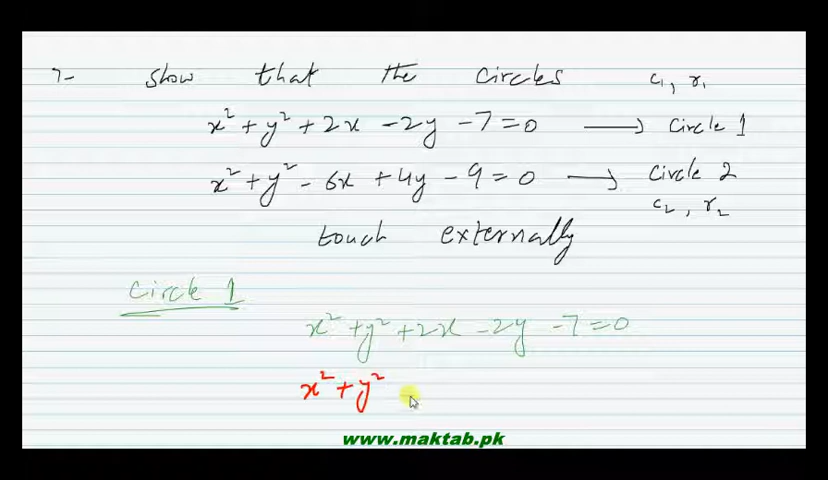 7- show that the circles c₁, r₁
x² + y² + 2x - 2y - 7 = 0 → circle 1
x² + y² - 6x + 4y - 9 = 0 → circle 2
c₂, r₂
touch externally
circle 1
x² + y² + 2x - 2y - 7 = 0
x² + y²
www.maktab.pk